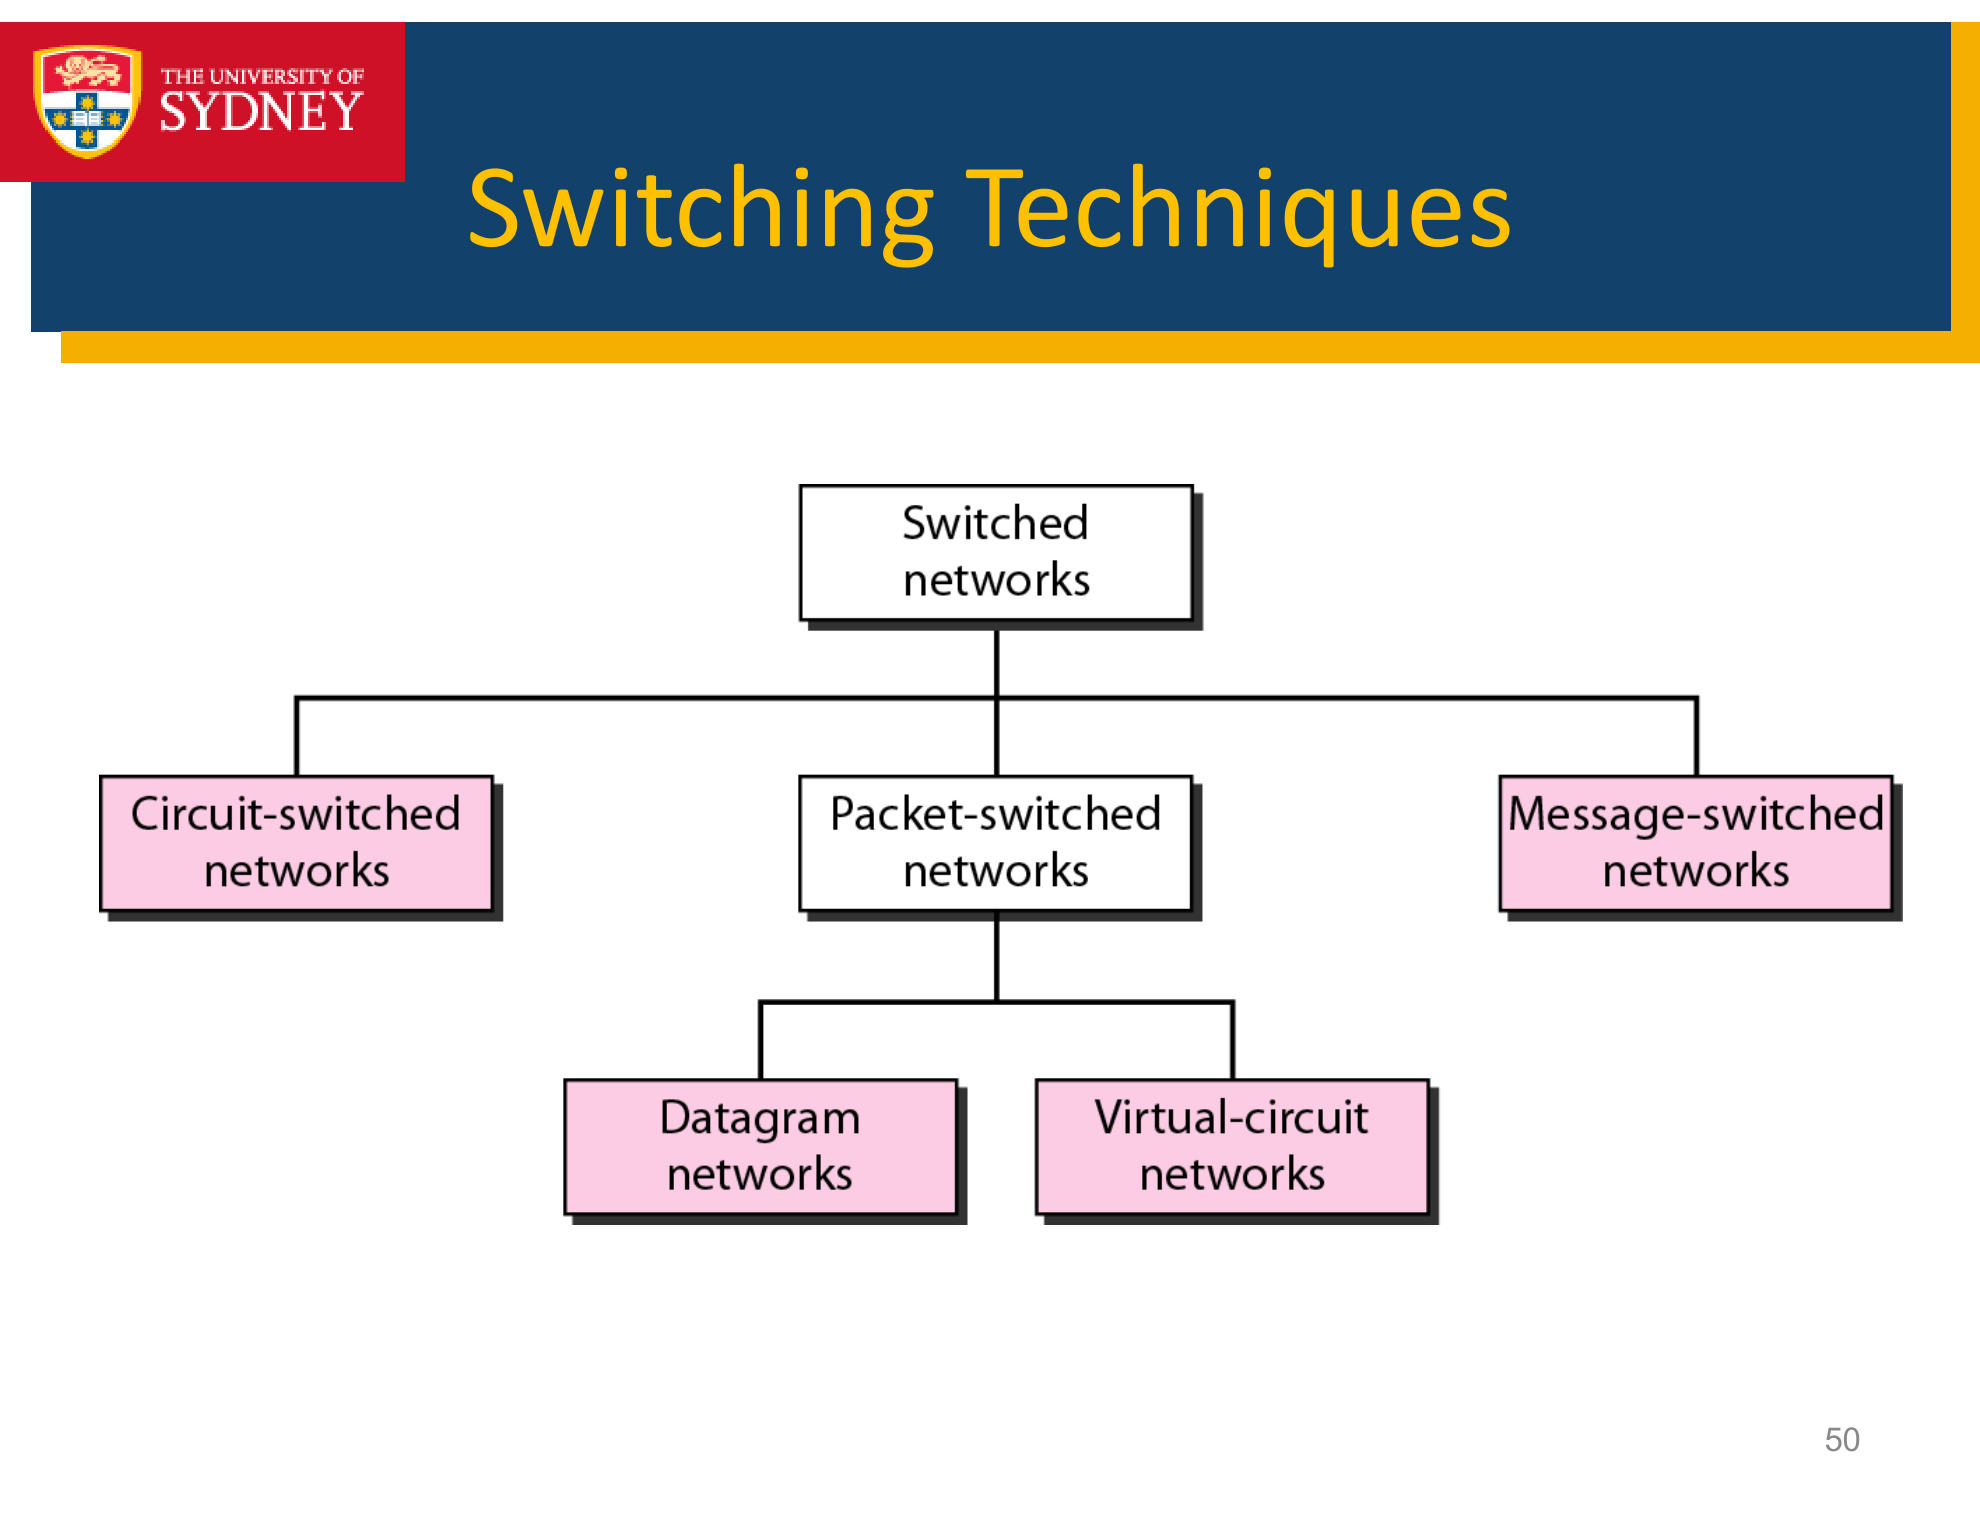 THE UNIVERSITY OF
SYDNEY
Switching Techniques
Switched
networks
Circuit-switched
networks
Packet-switched
networks
Message-switched
networks
Datagram
networks
Virtual-circuit
networks
50